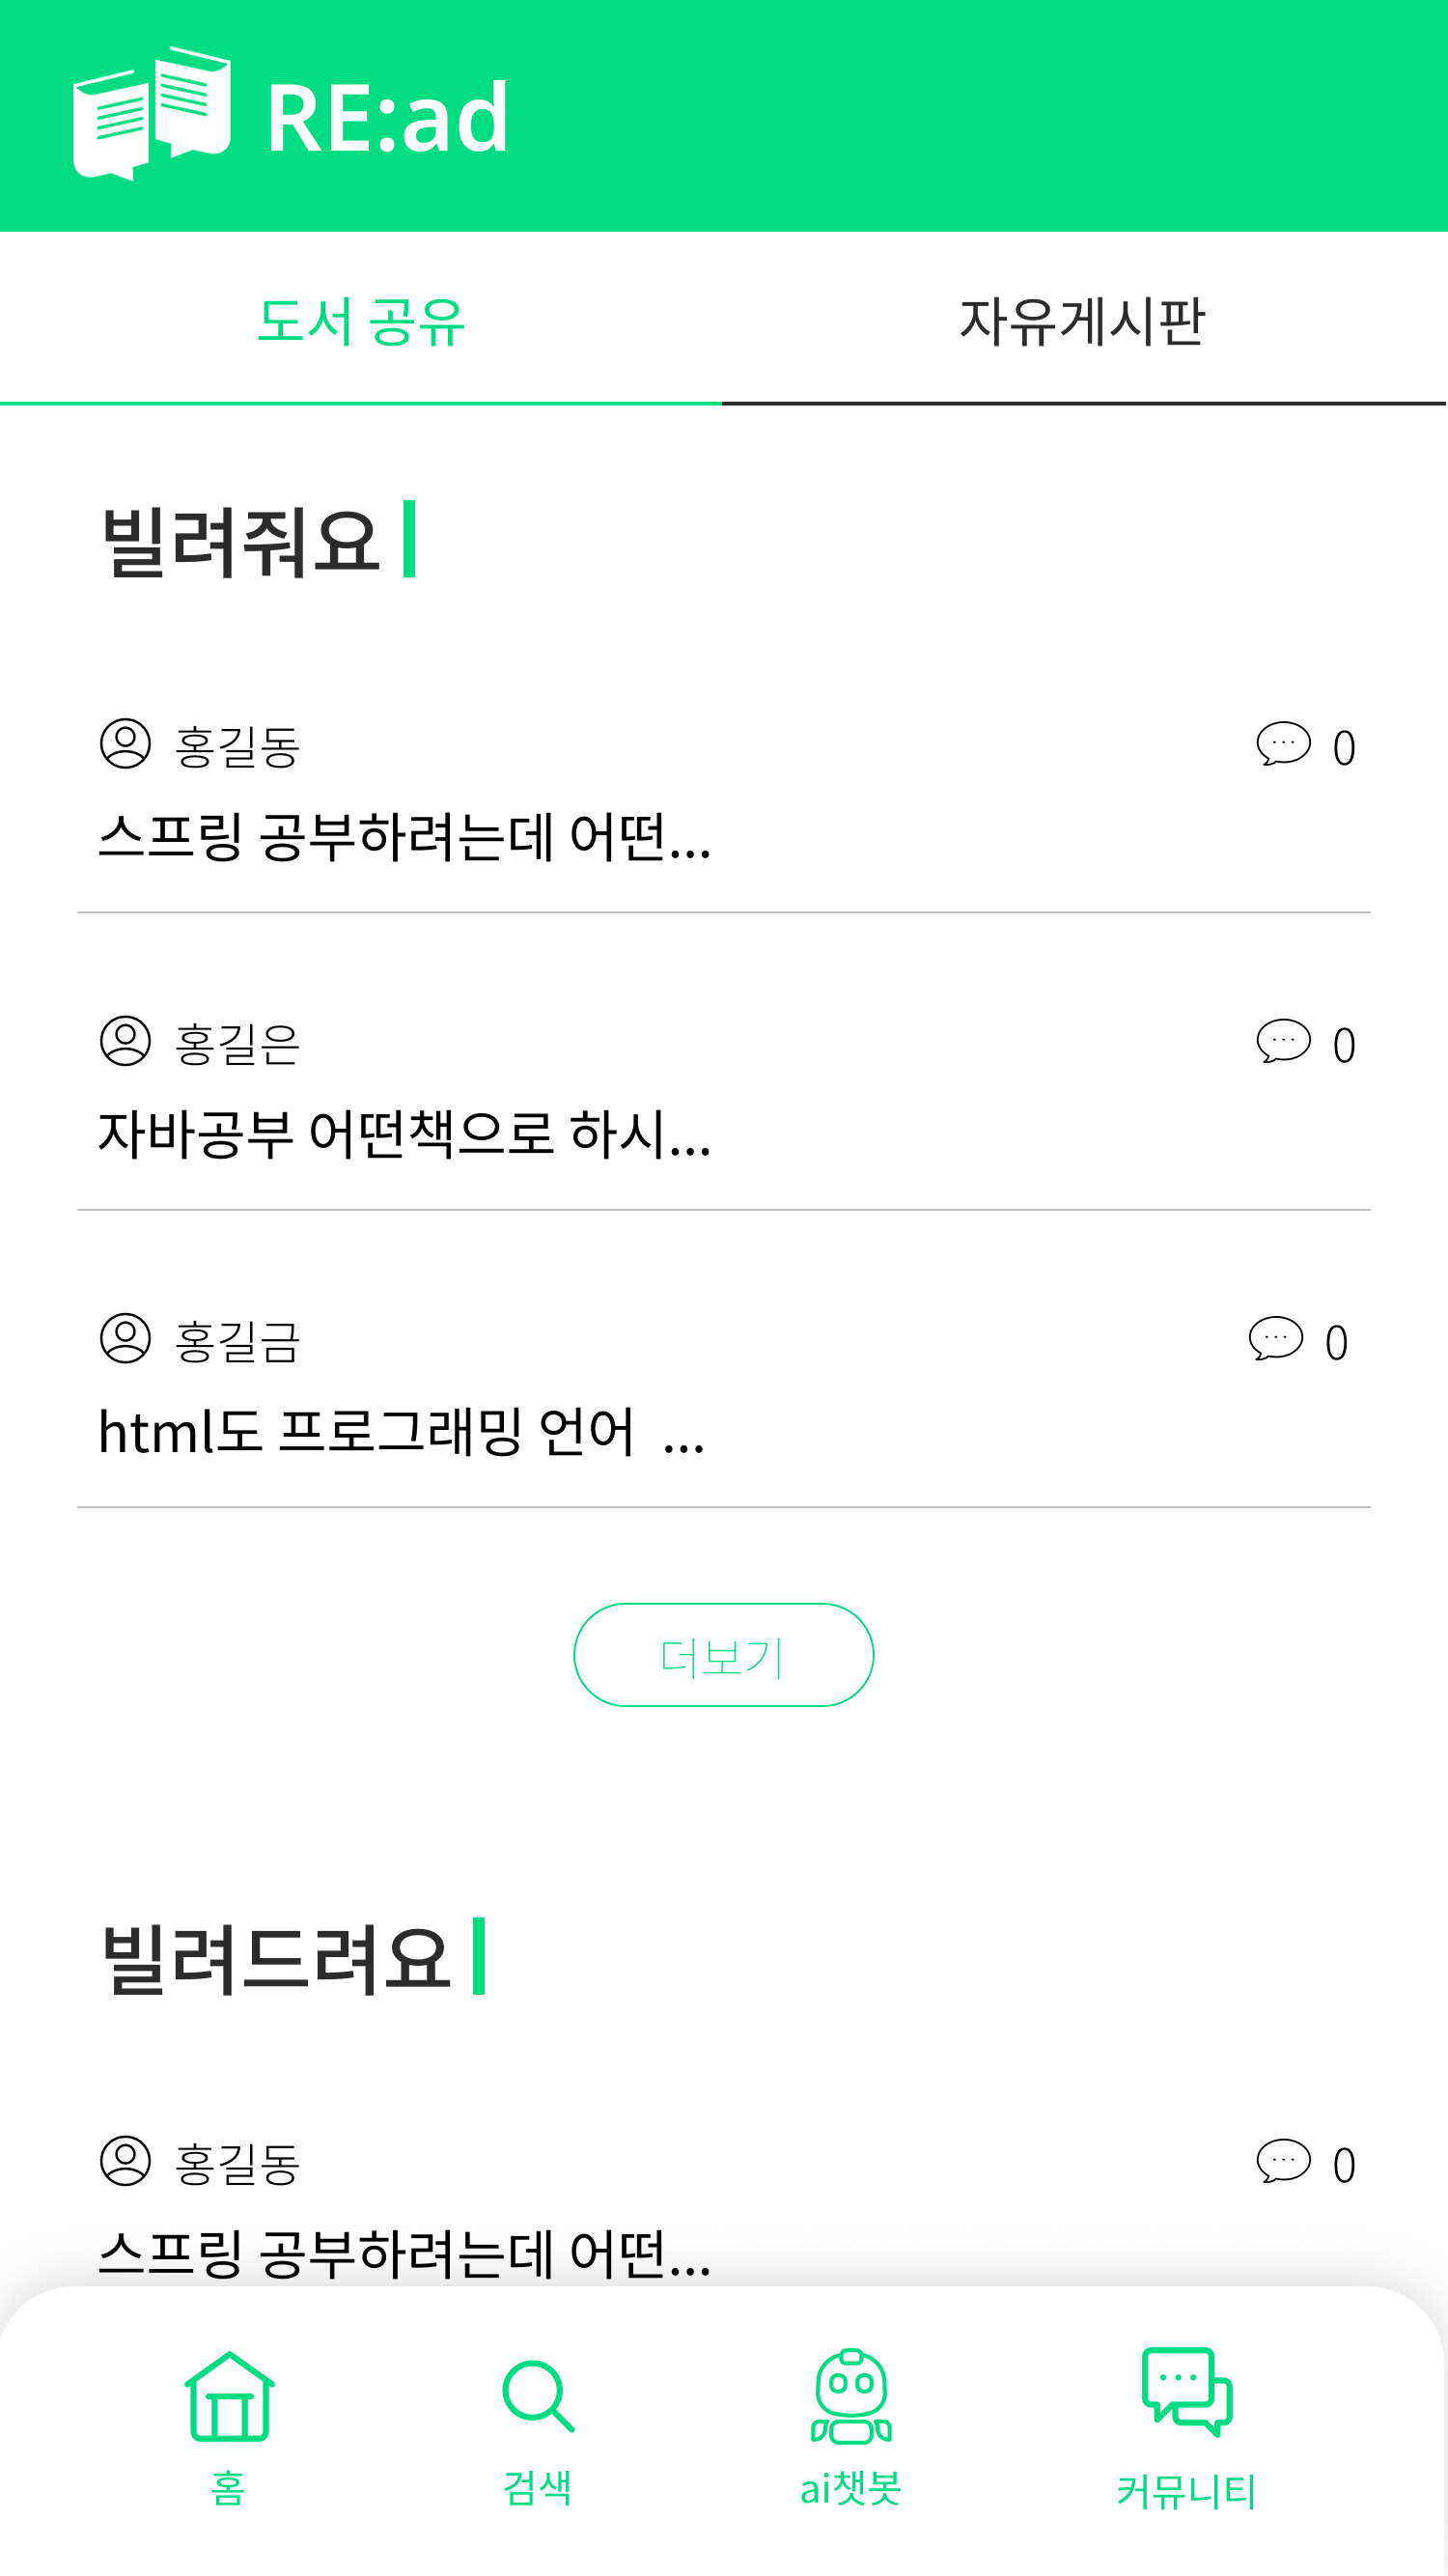 RE:ad
도서 공유
자유게시판
빌려줘요
홍길동
0
스프링 공부하려는데 어떤...
홍길은
0
자바공부 어떤책으로 하시...
홍길금
0
html도 프로그래밍 언어 ...
더보기
빌려드려요
홍길동
0
스프링 공부하려는데 어떤...
홈
검색
ai챗봇
커뮤니티